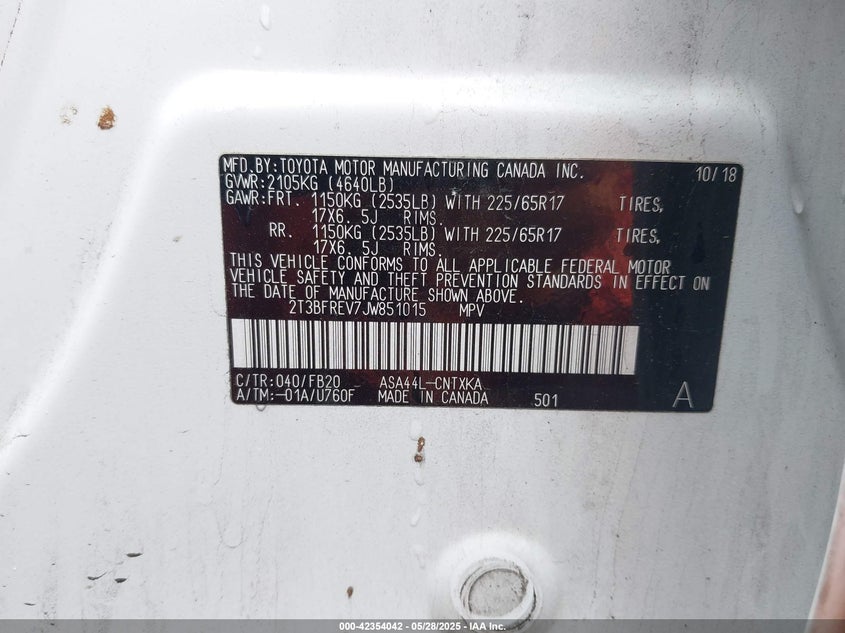 MFD.BY:TOYOTA MOTOR MANUFACTURING CANADA INC. 10/18
GVWR:2105KG (4640LB)
GAWR:FRT. 1150KG (2535LB) WITH 225/65R17 TIRES,
17X6.5J RIMS.
RR. 1150KG (2535LB) WITH 225/65R17 TIRES,
17X6.5J RIMS.
THIS VEHICLE CONFORMS TO ALL APPLICABLE FEDERAL MOTOR
VEHICLE SAFETY AND THEFT PREVENTION STANDARDS IN EFFECT ON
THE DATE OF MANUFACTURE SHOWN ABOVE.
2T3BFREV7JW851015 MPV
C/TR:040/FB20 ASA44L-CNTXKA
A/TM:-01A/U760F MADE IN CANADA 501 A
000-42354042 - 05/28/2025 - IAA, Inc.